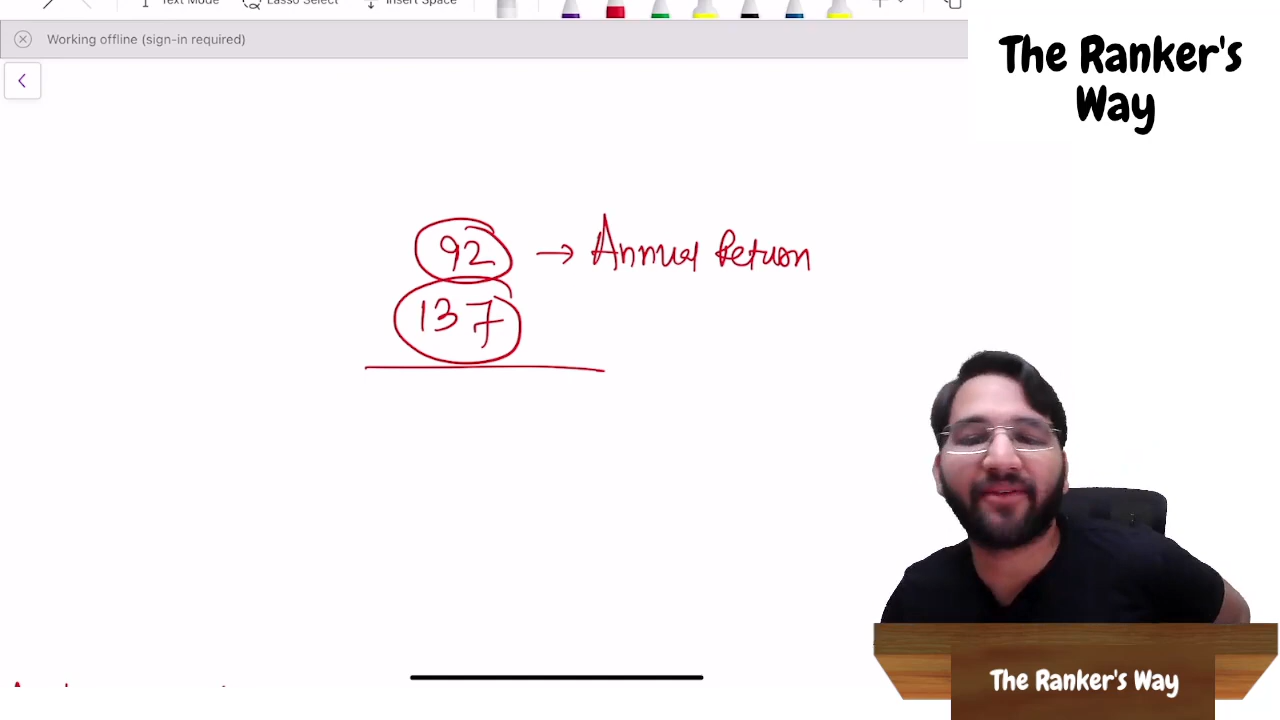 Text Mode
Lasso Select
Insert Space
Working offline (sign-in required)
The Ranker's
Way
92 → Annual Return
137
The Ranker's Way